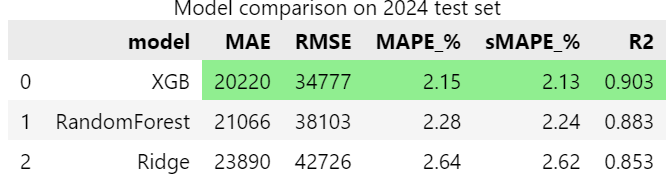 Model comparison on 2024 test set
model MAE RMSE MAPE_% sMAPE_% R2
0 XGB 20220 34777 2.15 2.13 0.903
1 RandomForest 21066 38103 2.28 2.24 0.883
2 Ridge 23890 42726 2.64 2.62 0.853